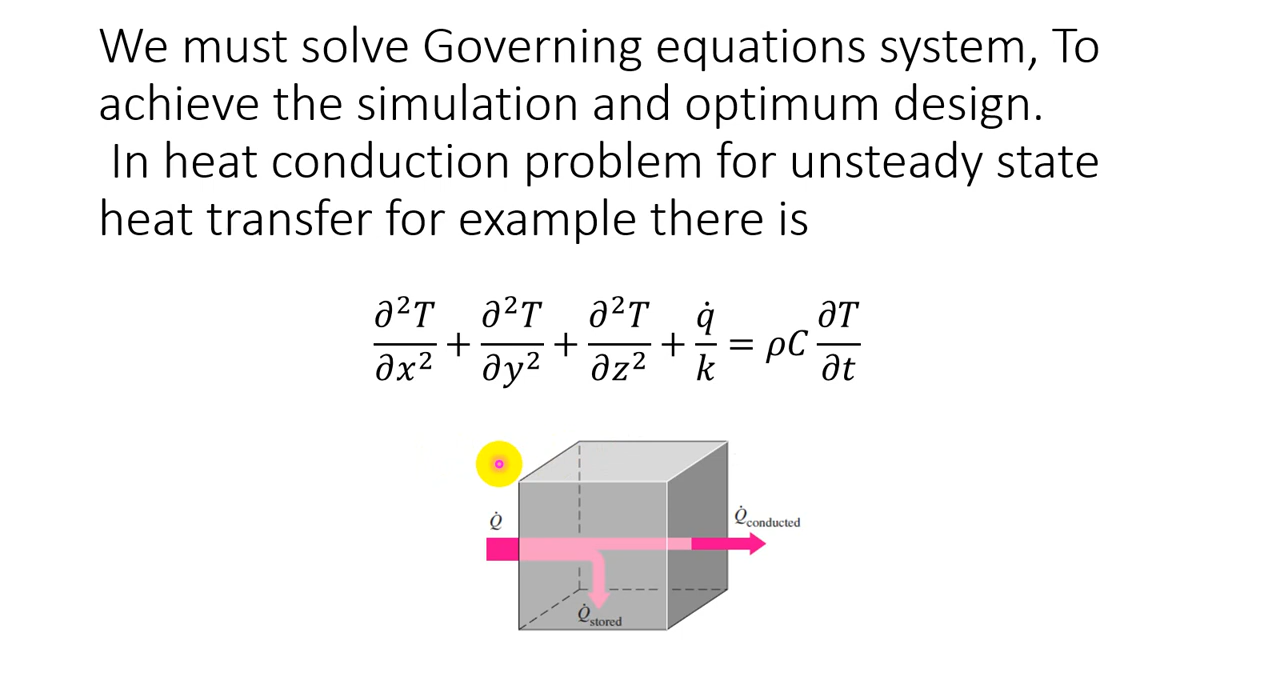 We must solve Governing equations system, To
achieve the simulation and optimum design.
In heat conduction problem for unsteady state
heat transfer for example there is
∂²T/∂x² + ∂²T/∂y² + ∂²T/∂z² + q̇/k = ρC ∂T/∂t
Q̇
Q̇conducted
Q̇stored